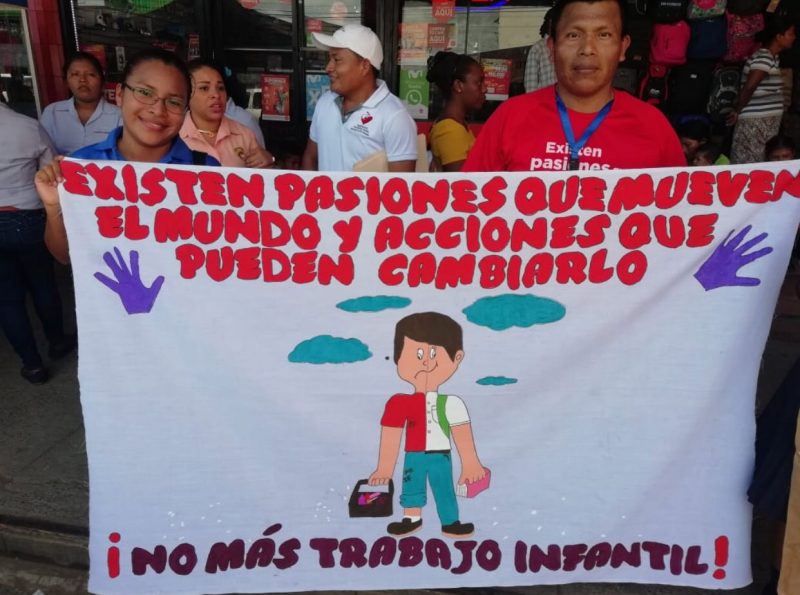 EXISTEN PASIONES QUE MUEVEN
EL MUNDO Y ACCIONES QUE
PUEDEN CAMBIARLO
¡NO MÁS TRABAJO INFANTIL!
Existen
pasiones